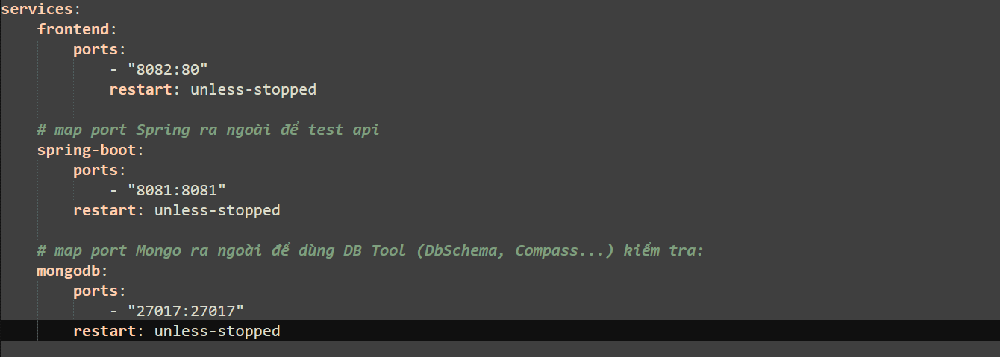 services:
    frontend:
        ports:
            - "8082:80"
            restart: unless-stopped

    # map port Spring ra ngoài để test api
    spring-boot:
        ports:
            - "8081:8081"
        restart: unless-stopped

    # map port Mongo ra ngoài để dùng DB Tool (DbSchema, Compass...) kiểm tra:
    mongodb:
        ports:
            - "27017:27017"
        restart: unless-stopped